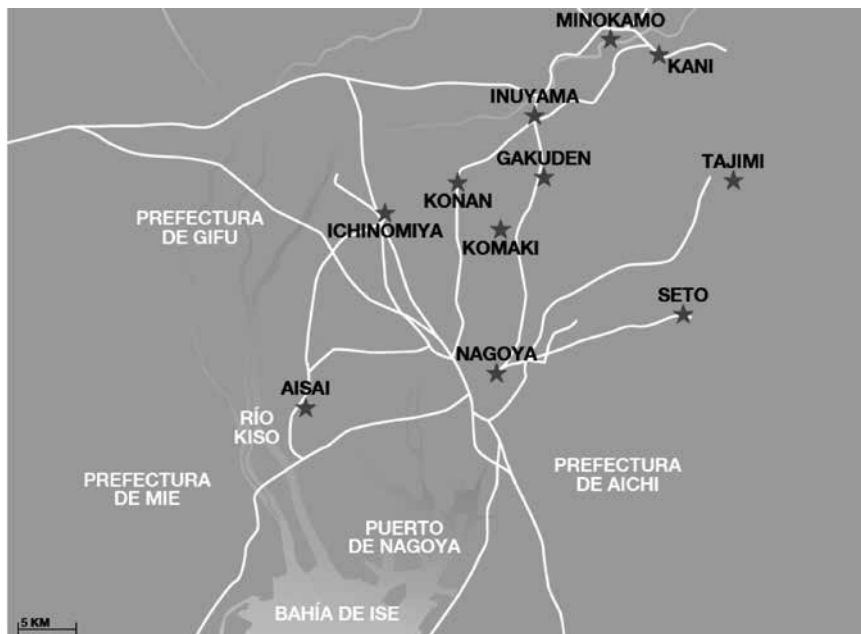 MINOKAMO
KANI
INUYAMA
GAKUDEN
TAJIMI
KONAN
PREFECTURA
DE GIFU
ICHINOMIYA
KOMAKI
SETO
NAGOYA
AISAI
RÍO
KISO
PREFECTURA
DE MIE
PREFECTURA
DE AICHI
PUERTO
DE NAGOYA
BAHÍA DE ISE
5 KM